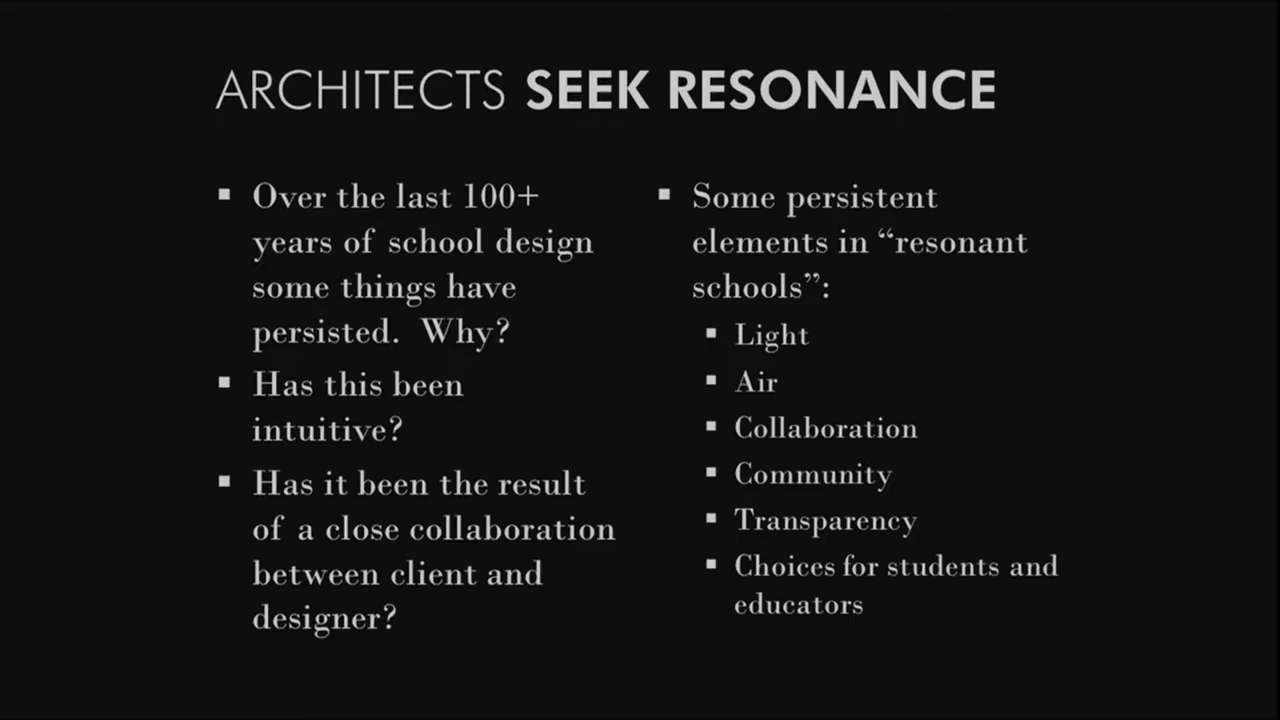 ARCHITECTS SEEK RESONANCE
▪ Over the last 100+
years of school design
some things have
persisted. Why?
▪ Has this been
intuitive?
▪ Has it been the result
of a close collaboration
between client and
designer?
▪ Some persistent
elements in “resonant
schools”:
▪ Light
▪ Air
▪ Collaboration
▪ Community
▪ Transparency
▪ Choices for students and
educators